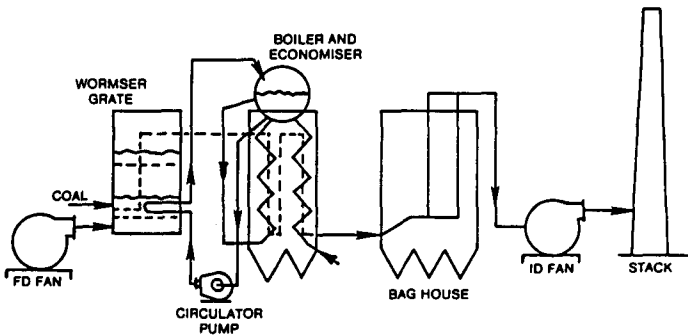 BOILER AND
ECONOMISER
WORMSER
GRATE
COAL
FD FAN
CIRCULATOR
PUMP
BAG HOUSE
ID FAN
STACK